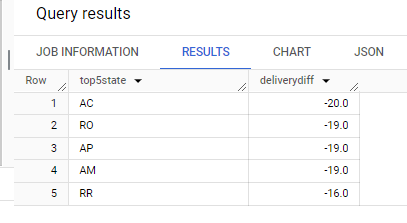 Query results
JOB INFORMATION RESULTS CHART JSON
Row top5state deliverydiff
1 AC -20.0
2 RO -19.0
3 AP -19.0
4 AM -19.0
5 RR -16.0